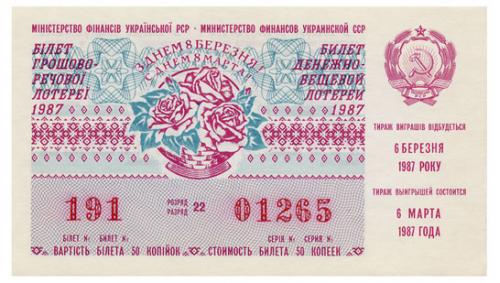 МІНІСТЕРСТВО ФІНАНСІВ УКРАЇНСЬКОЇ РСР - МИНИСТЕРСТВО ФИНАНСОВ УКРАИНСКОЙ ССР
БІЛЕТ
ГРОШОВО-
РЕЧОВОЇ
ЛОТЕРЕЇ
1987
З ДНЕМ 8 БЕРЕЗНЯ!
С ДНЕМ 8 МАРТА!
БИЛЕТ
ДЕНЕЖНО-
ВЕЩЕВОЙ
ЛОТЕРЕИ
1987
ТИРАЖ ВИГРАШІВ ВІДБУДЕТЬСЯ
6 БЕРЕЗНЯ
1987 РОКУ
ТИРАЖ ВЫИГРЫШЕЙ СОСТОИТСЯ
6 МАРТА
1987 ГОДА
191 РОЗРЯД РАЗРЯД 22 01265
БІЛЕТ №: БИЛЕТ №: СЕРІЯ №: СЕРИЯ №:
ВАРТІСТЬ БІЛЕТА 50 КОПІЙОК - СТОИМОСТЬ БИЛЕТА 50 КОПЕЕК